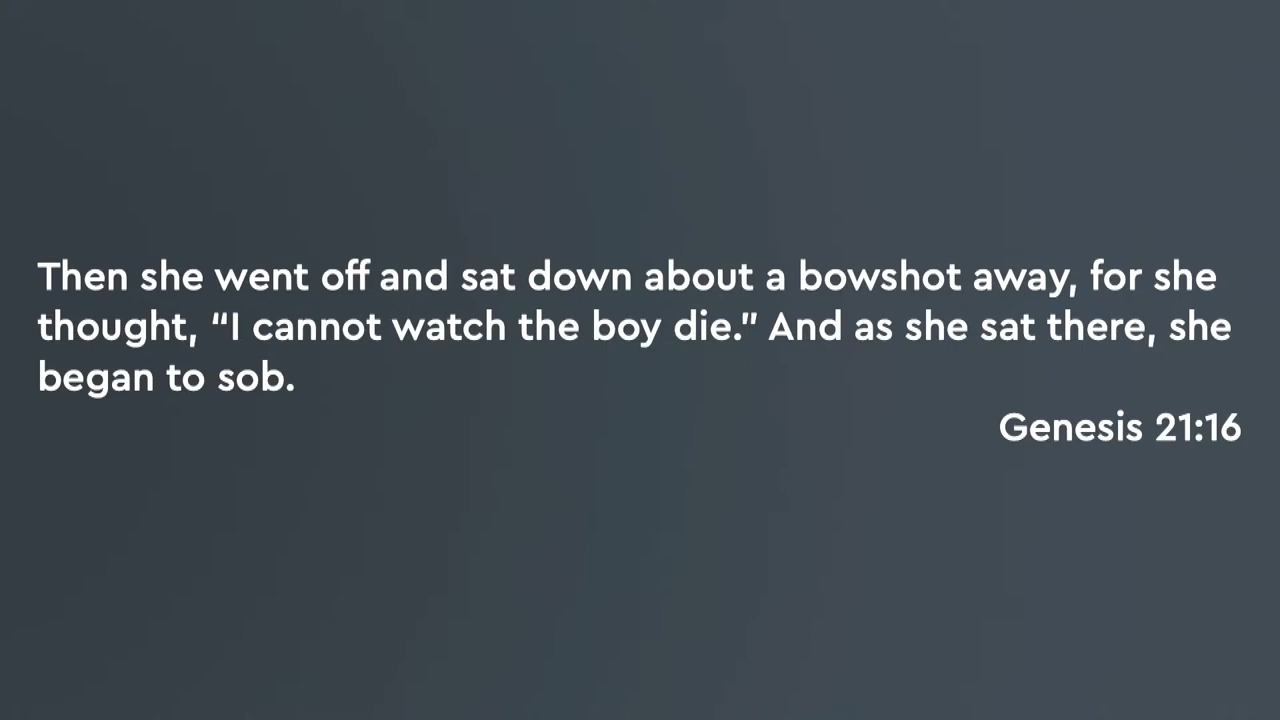 Then she went off and sat down about a bowshot away, for she
thought, “I cannot watch the boy die.” And as she sat there, she
began to sob.
Genesis 21:16